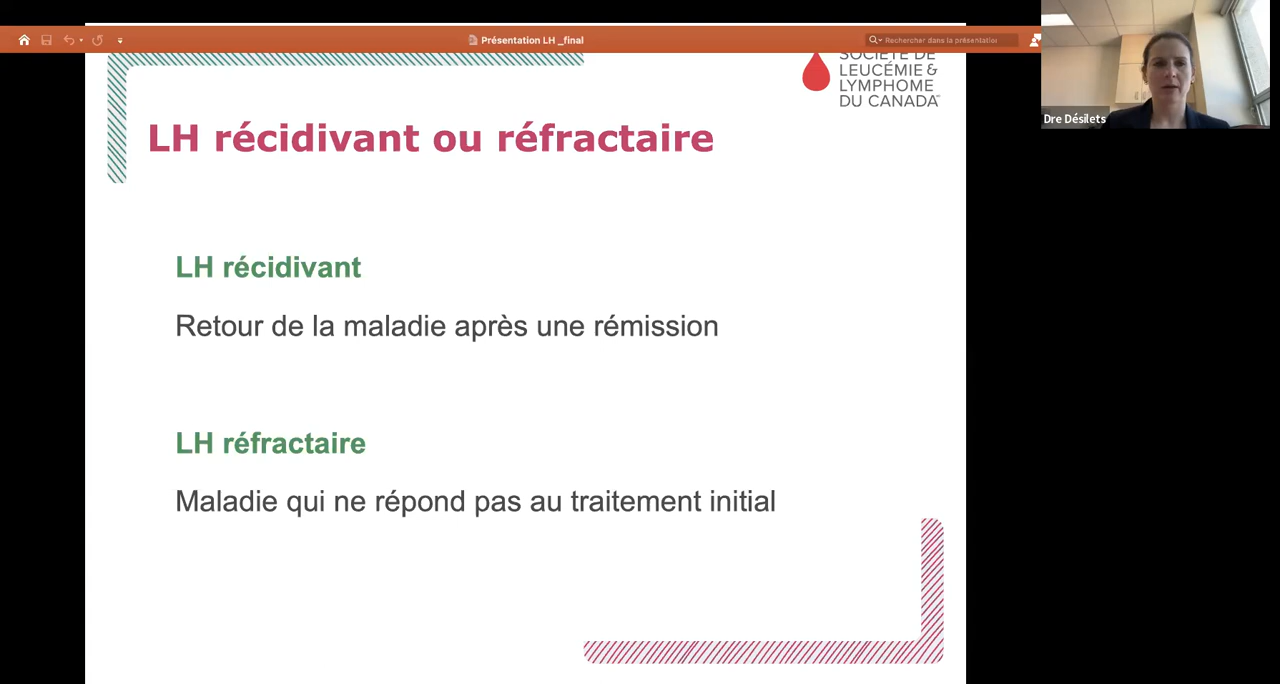 Présentation LH _final
Rechercher dans la présentation
SOCIÉTÉ DE
LEUCÉMIE &
LYMPHOME
DU CANADA
Dre Désilets
LH récidivant ou réfractaire
LH récidivant
Retour de la maladie après une rémission
LH réfractaire
Maladie qui ne répond pas au traitement initial